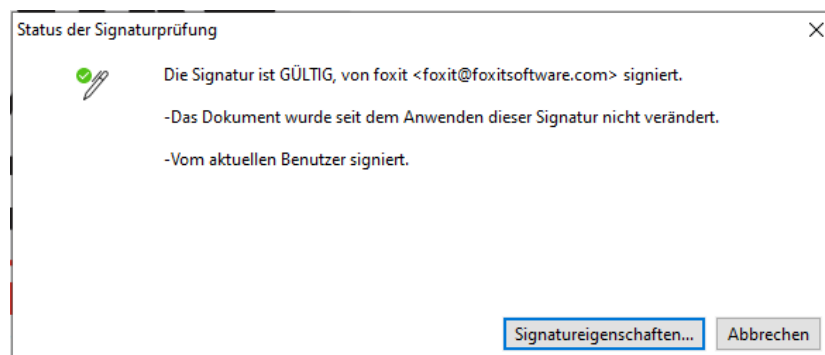 Status der Signaturprüfung
Die Signatur ist GÜLTIG, von foxit <foxit@foxitsoftware.com> signiert.
-Das Dokument wurde seit dem Anwenden dieser Signatur nicht verändert.
-Vom aktuellen Benutzer signiert.
Signatureigenschaften... Abbrechen